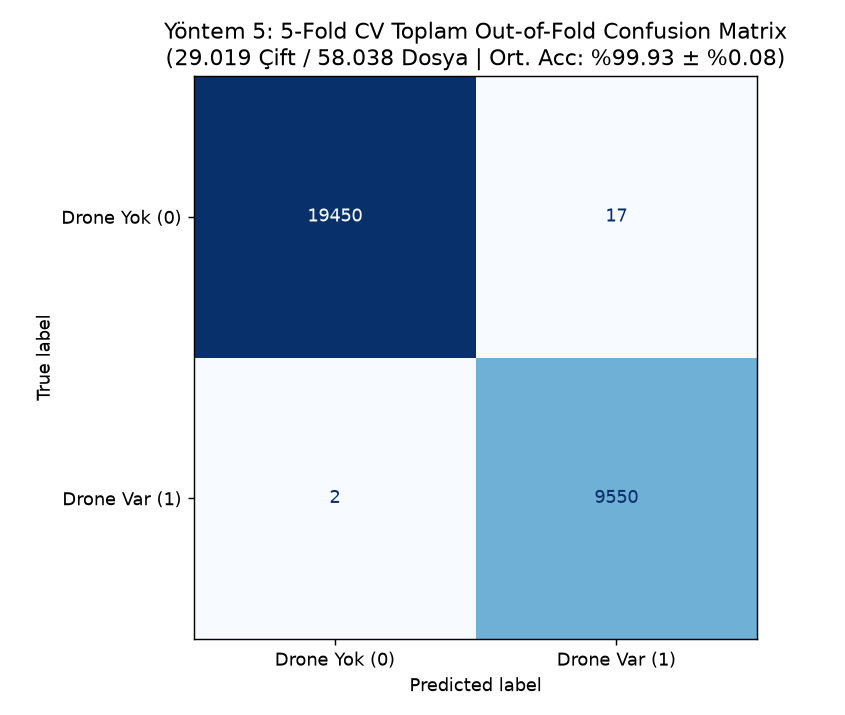 Yöntem 5: 5-Fold CV Toplam Out-of-Fold Confusion Matrix
(29.019 Çift / 58.038 Dosya | Ort. Acc: %99.93 ± %0.08)
Drone Yok (0)
19450
17
True label
Drone Var (1)
2
9550
Drone Yok (0)
Drone Var (1)
Predicted label